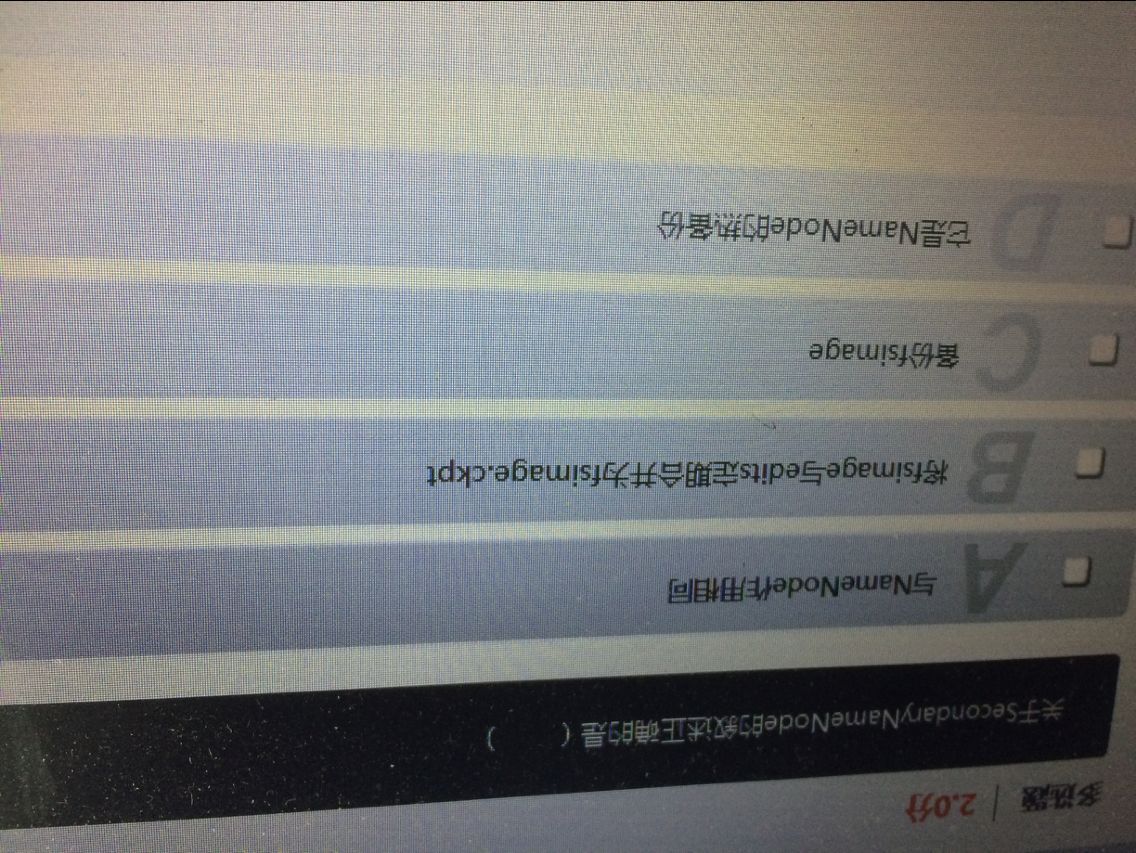 多选题 | 2.0分
关于SecondaryNameNode的叙述正确的是（ ）
A 与NameNode作用相同
B 将fsimage与edits定期合并为fsimage.ckpt
C 备份fsimage
D 它是NameNode的热备份